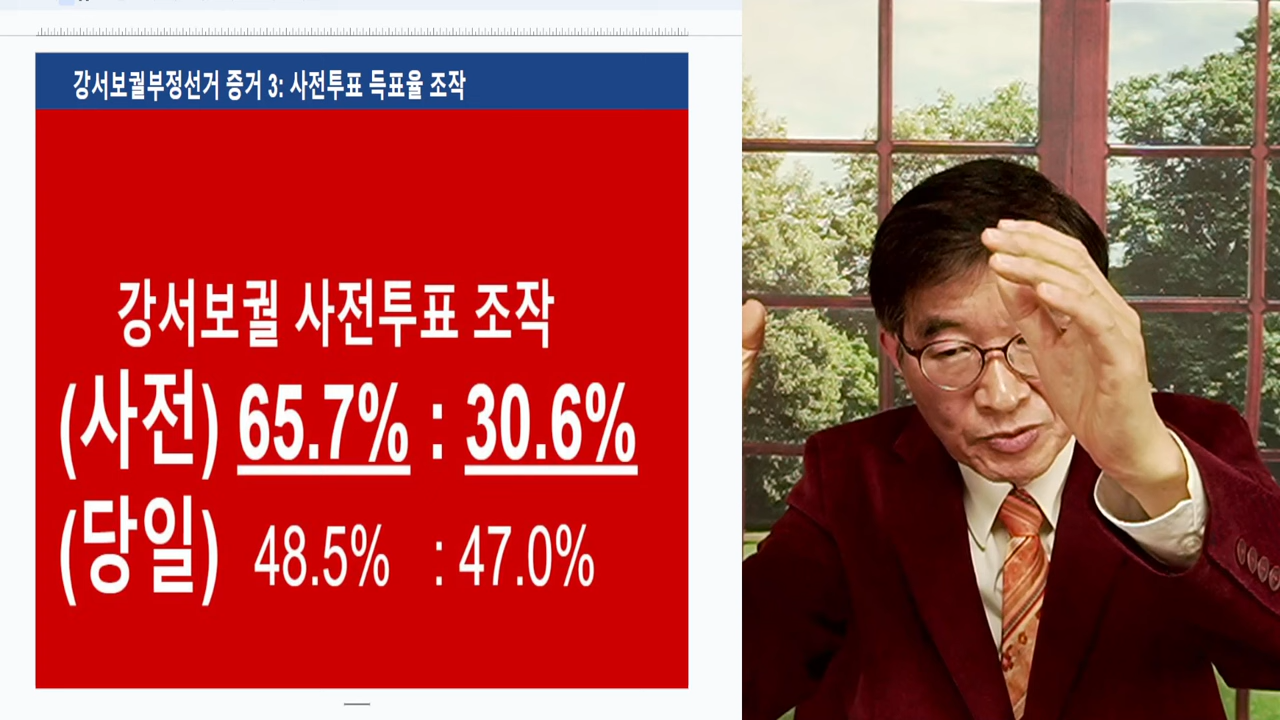 강서보궐부정선거 증거 3: 사전투표 득표율 조작
강서보궐 사전투표 조작
(사전) 65.7% : 30.6%
(당일) 48.5% : 47.0%